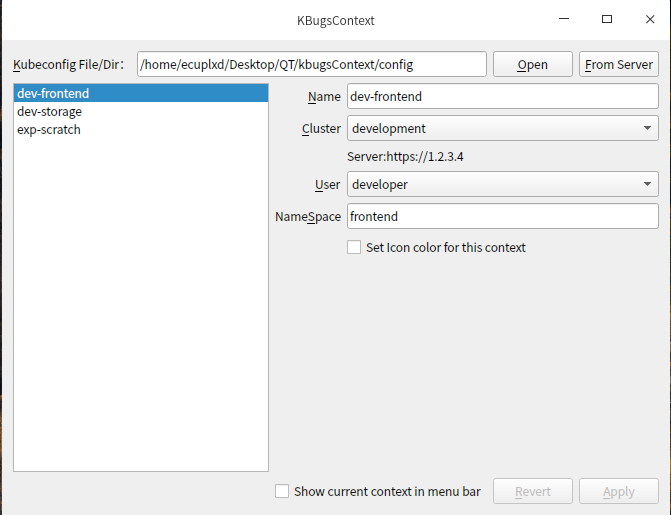 KBugsContext
Kubeconfig File/Dir: /home/ecuplxd/Desktop/QT/kbugsContext/config Open From Server
dev-frontend
dev-storage
exp-scratch
Name dev-frontend
Cluster development
Server:https://1.2.3.4
User developer
NameSpace frontend
Set Icon color for this context
Show current context in menu bar Revert Apply